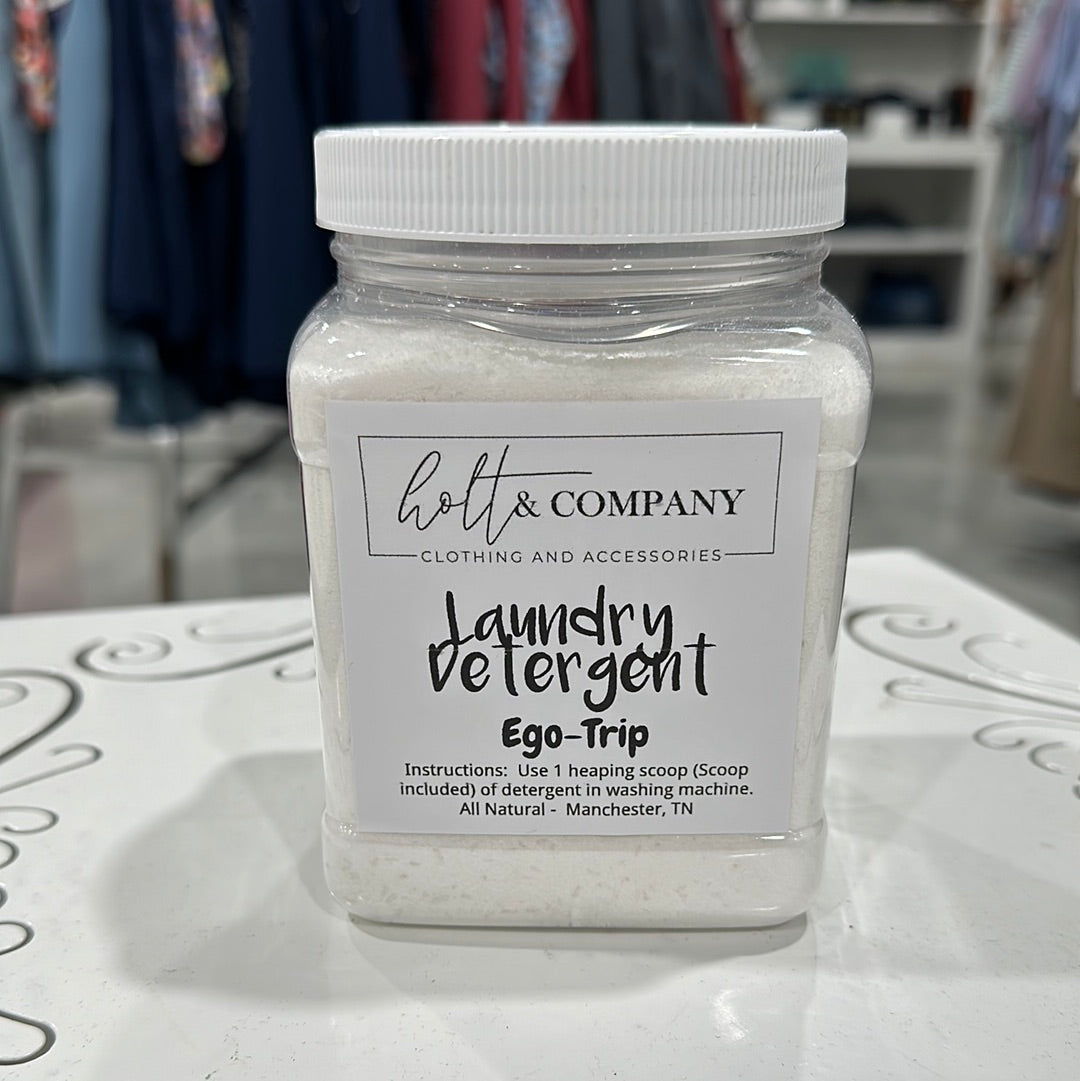 holt & COMPANY
CLOTHING AND ACCESSORIES
Laundry
Detergent
Ego-Trip
Instructions: Use 1 heaping scoop (Scoop
included) of detergent in washing machine.
All Natural - Manchester, TN